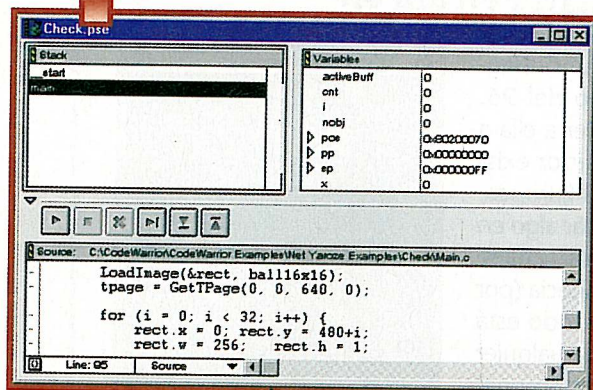 Check.pse
Stack
__start
main
Variables
activeBuff 0
cnt 0
i 0
nobj 0
pos 0x80200070
pp 0x00000000
sp 0x000000FF
x 0
Source: C:\CodeWarrior\CodeWarrior Examples\Net Yaroze Examples\Check\Main.c
LoadImage(&rect, ball16x16);
tpage = GetTPage(0, 0, 640, 0);
for (i = 0; i < 32; i++) {
rect.x = 0; rect.y = 480+i;
rect.w = 256; rect.h = 1;
Line: 95 Source